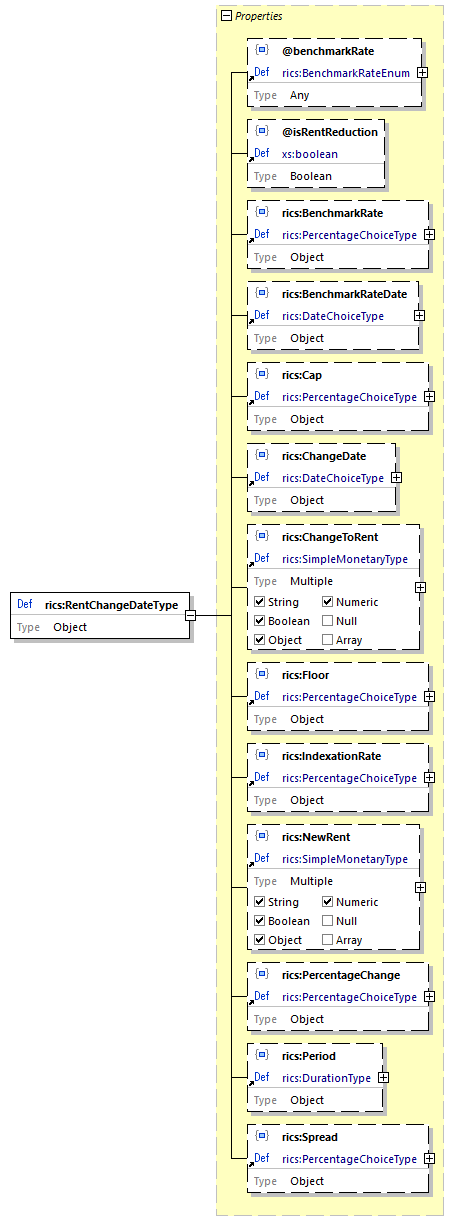 Properties
@benchmarkRate
Def rics:BenchmarkRateEnum
Type Any
@isRentReduction
Def xs:boolean
Type Boolean
rics:BenchmarkRate
Def rics:PercentageChoiceType
Type Object
rics:BenchmarkRateDate
Def rics:DateChoiceType
Type Object
rics:Cap
Def rics:PercentageChoiceType
Type Object
rics:ChangeDate
Def rics:DateChoiceType
Type Object
rics:ChangeToRent
Def rics:SimpleMonetaryType
Type Multiple
String Numeric
Boolean Null
Object Array
Def rics:RentChangeDateType
Type Object
rics:Floor
Def rics:PercentageChoiceType
Type Object
rics:IndexationRate
Def rics:PercentageChoiceType
Type Object
rics:NewRent
Def rics:SimpleMonetaryType
Type Multiple
String Numeric
Boolean Null
Object Array
rics:PercentageChange
Def rics:PercentageChoiceType
Type Object
rics:Period
Def rics:DurationType
Type Object
rics:Spread
Def rics:PercentageChoiceType
Type Object